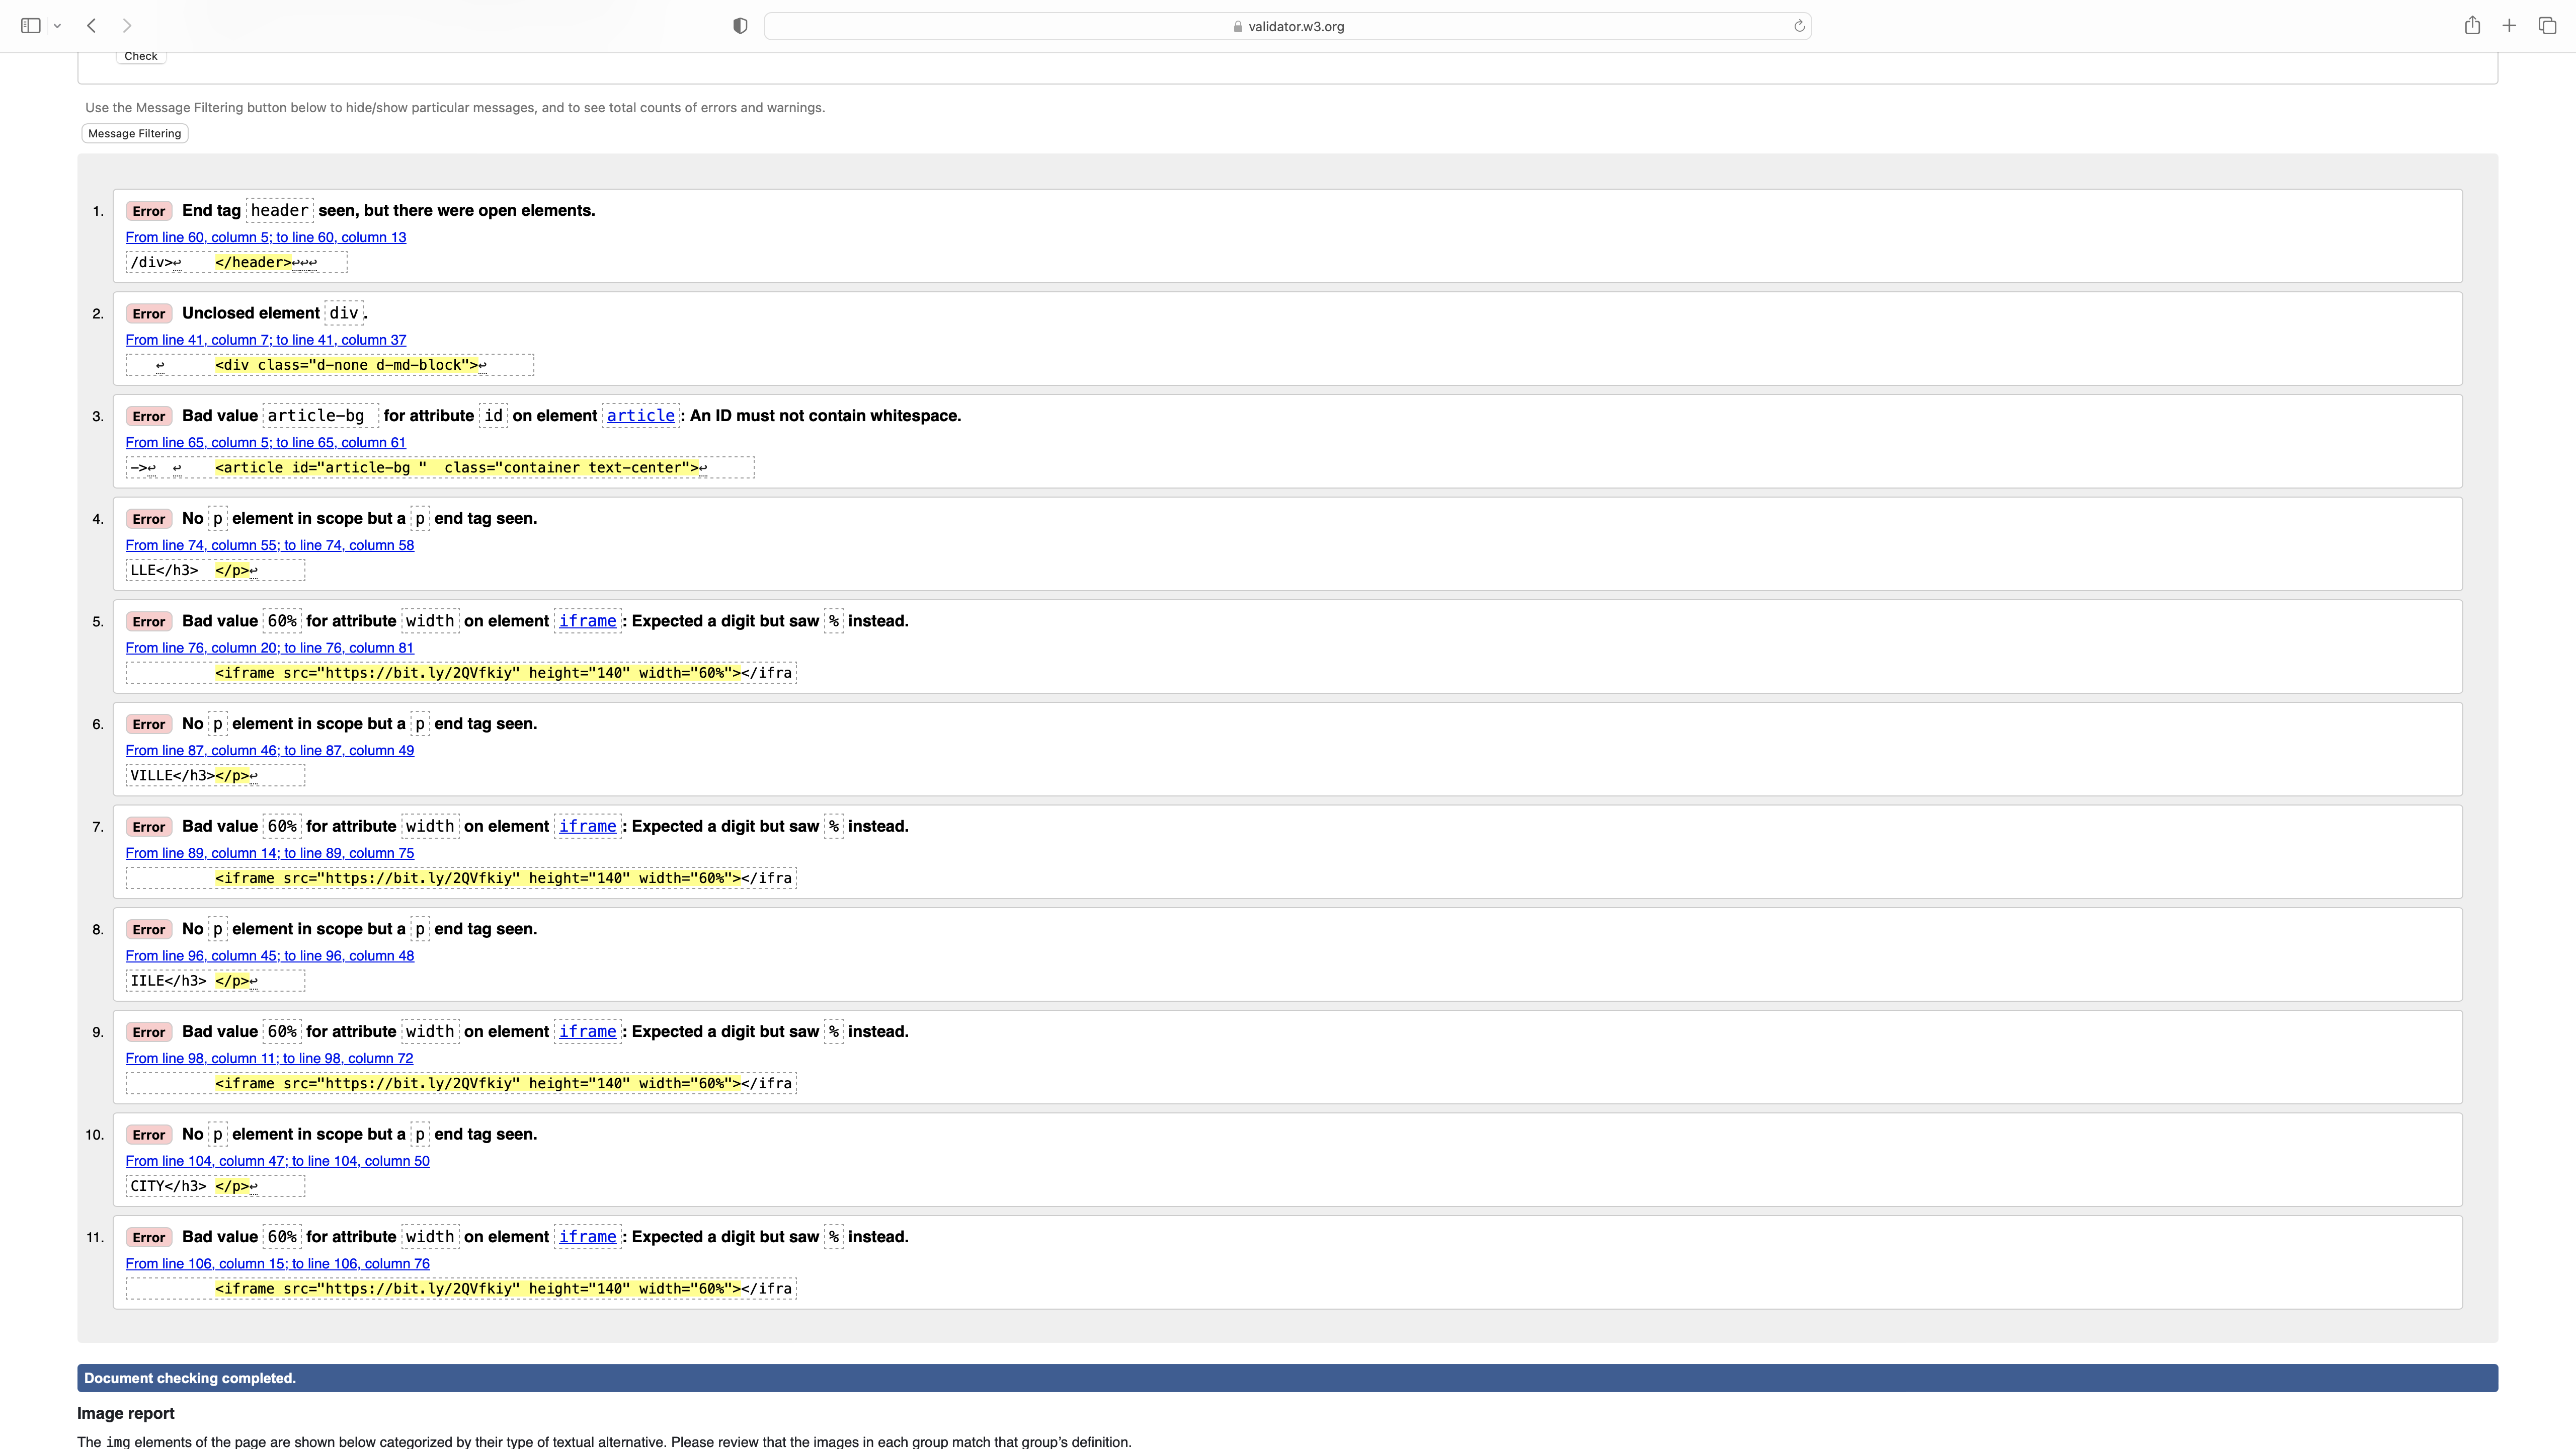 validator.w3.org
Check
Use the Message Filtering button below to hide/show particular messages, and to see total counts of errors and warnings.
Message Filtering
1. Error End tag header seen, but there were open elements.
From line 60, column 5; to line 60, column 13
/div>↩ </header>↩↩↩
2. Error Unclosed element div.
From line 41, column 7; to line 41, column 37
↩ <div class="d-none d-md-block">↩
3. Error Bad value article-bg for attribute id on element article: An ID must not contain whitespace.
From line 65, column 5; to line 65, column 61
-->↩ ↩ <article id="article-bg "  class="container text-center">↩
4. Error No p element in scope but a p end tag seen.
From line 74, column 55; to line 74, column 58
LLE</h3>  </p>↩
5. Error Bad value 60% for attribute width on element iframe: Expected a digit but saw % instead.
From line 76, column 20; to line 76, column 81
<iframe src="https://bit.ly/2QVfkiy" height="140" width="60%"></ifra
6. Error No p element in scope but a p end tag seen.
From line 87, column 46; to line 87, column 49
VILLE</h3></p>↩
7. Error Bad value 60% for attribute width on element iframe: Expected a digit but saw % instead.
From line 89, column 14; to line 89, column 75
<iframe src="https://bit.ly/2QVfkiy" height="140" width="60%"></ifra
8. Error No p element in scope but a p end tag seen.
From line 96, column 45; to line 96, column 48
IILE</h3> </p>↩
9. Error Bad value 60% for attribute width on element iframe: Expected a digit but saw % instead.
From line 98, column 11; to line 98, column 72
<iframe src="https://bit.ly/2QVfkiy" height="140" width="60%"></ifra
10. Error No p element in scope but a p end tag seen.
From line 104, column 47; to line 104, column 50
CITY</h3> </p>↩
11. Error Bad value 60% for attribute width on element iframe: Expected a digit but saw % instead.
From line 106, column 15; to line 106, column 76
<iframe src="https://bit.ly/2QVfkiy" height="140" width="60%"></ifra
Document checking completed.
Image report
The img elements of the page are shown below categorized by their type of textual alternative. Please review that the images in each group match that group's definition.